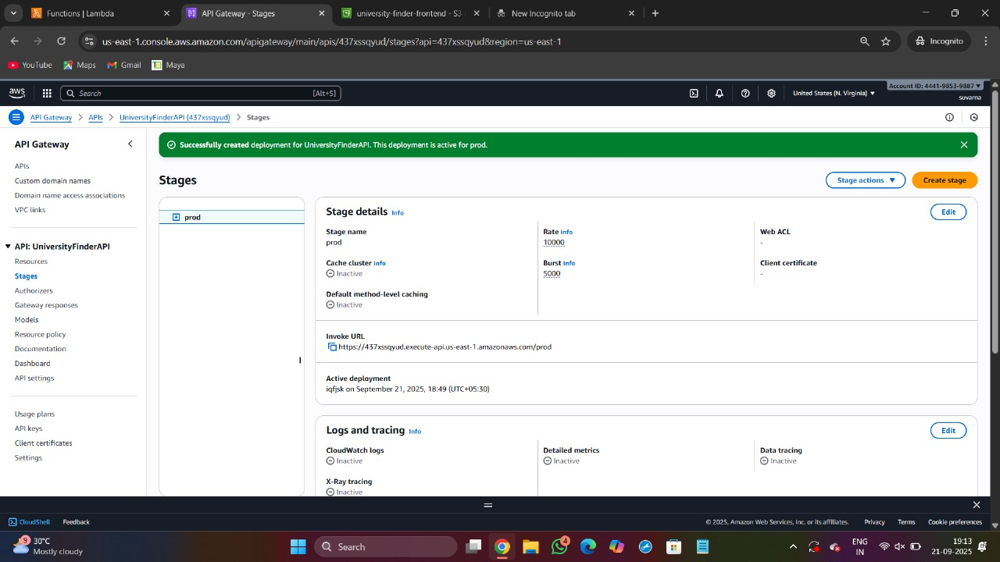 Functions | Lambda
API Gateway - Stages
university-finder-frontend - S3
New Incognito tab
us-east-1.console.aws.amazon.com/apigateway/main/apis/437xssqyud/stages?api=437xssqyud&region=us-east-1
Incognito
YouTube
Maps
Gmail
Maya
aws
Search
[Alt+S]
United States (N. Virginia) ▼
Account ID: 4441-9853-9887 ▼
suvarna
API Gateway > APIs > UniversityFinderAPI (437xssqyud) > Stages
API Gateway
APIs
Custom domain names
Domain name access associations
VPC links
API: UniversityFinderAPI
Resources
Stages
Authorizers
Gateway responses
Models
Resource policy
Documentation
Dashboard
API settings
Usage plans
API keys
Client certificates
Settings
Successfully created deployment for UniversityFinderAPI. This deployment is active for prod.
Stages
Stage actions ▼
Create stage
prod
Stage details Info
Edit
Stage name
prod
Rate Info
10000
Web ACL
-
Cache cluster Info
Inactive
Burst Info
5000
Client certificate
-
Default method-level caching
Inactive
Invoke URL
https://437xssqyud.execute-api.us-east-1.amazonaws.com/prod
Active deployment
iqfjsk on September 21, 2025, 18:49 (UTC+05:30)
Logs and tracing Info
Edit
CloudWatch logs
Inactive
Detailed metrics
Inactive
Data tracing
Inactive
X-Ray tracing
Inactive
CloudShell
Feedback
© 2025, Amazon Web Services, Inc. or its affiliates.
Privacy
Terms
Cookie preferences
9
30°C
Mostly cloudy
Search
4
ENG
IN
19:13
21-09-2025